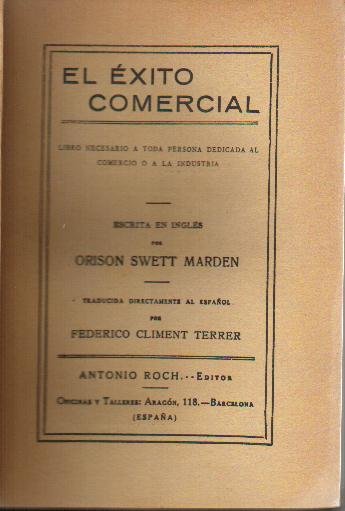 EL ÉXITO
COMERCIAL
LIBRO NECESARIO A TODA PERSONA DEDICADA AL
COMERCIO O A LA INDUSTRIA
ESCRITA EN INGLÉS
POR
ORISON SWETT MARDEN
TRADUCIDA DIRECTAMENTE AL ESPAÑOL
POR
FEDERICO CLIMENT TERRER
ANTONIO ROCH.--EDITOR
OFICINAS Y TALLERES: ARAGÓN, 118.—BARCELONA
(ESPAÑA)